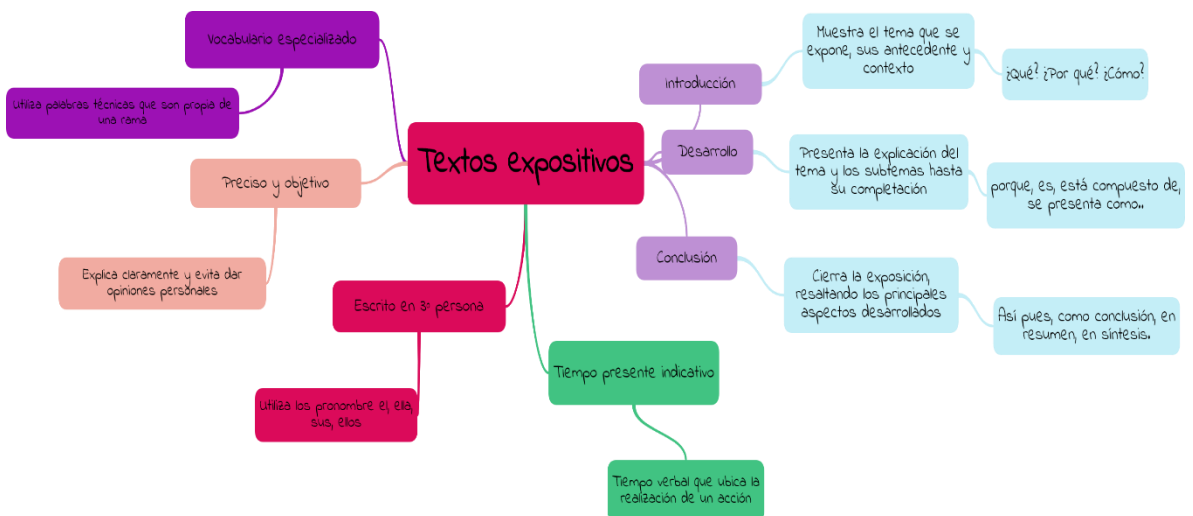 Textos expositivos
Vocabulario especializado
Utiliza palabras técnicas que son propia de
una rama
Preciso y objetivo
Explica claramente y evita dar
opiniones personales
Escrito en 3ª persona
Utiliza los pronombre el, ella,
sus, ellos
Tiempo presente indicativo
Tiempo verbal que ubica la
realización de un acción
introducción
Muestra el tema que se
expone, sus antecedente y
contexto
¿Qué? ¿Por qué? ¿Cómo?
Desarrollo
Presenta la explicación del
tema y los subtemas hasta
su completación
porque, es, está compuesto de,
se presenta como..
Conclusión
Cierra la exposición,
resaltando los principales
aspectos desarrollados
Así pues, como conclusión, en
resumen, en síntesis.